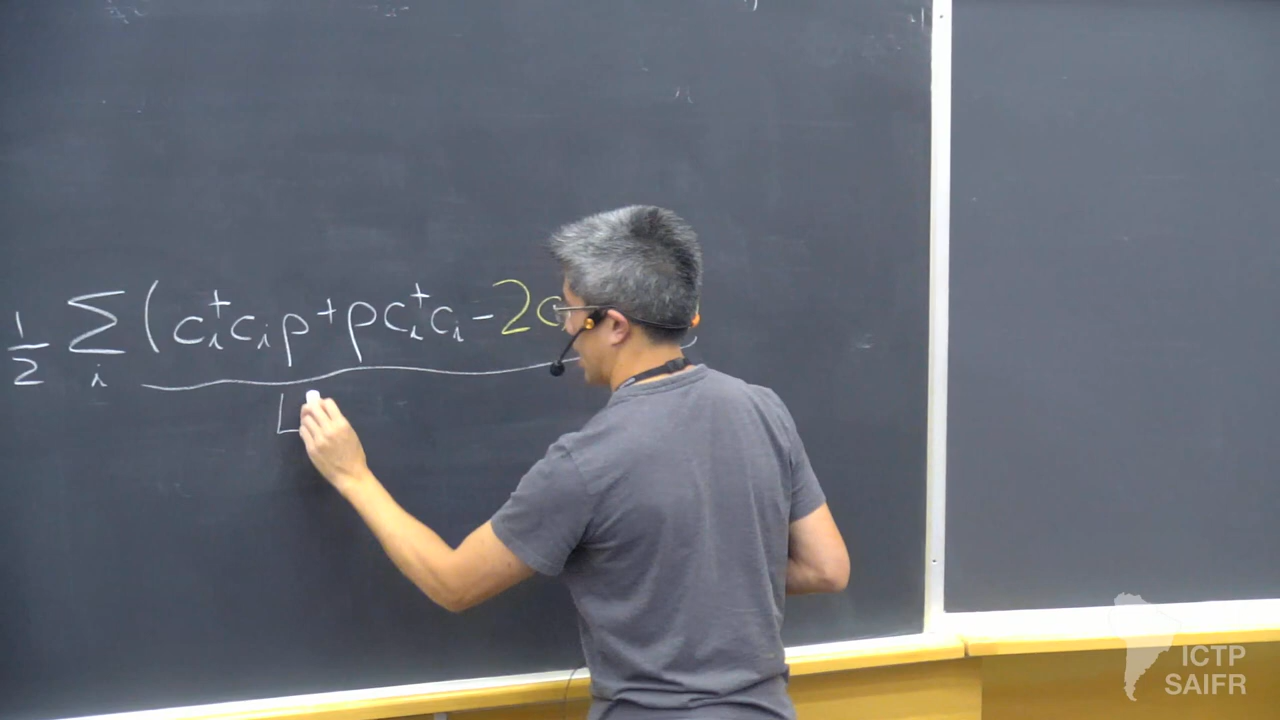 1/2 Σ_i ( c_i^† c_i ρ + ρ c_i^† c_i - 2c
L
ICTP
SAIFR